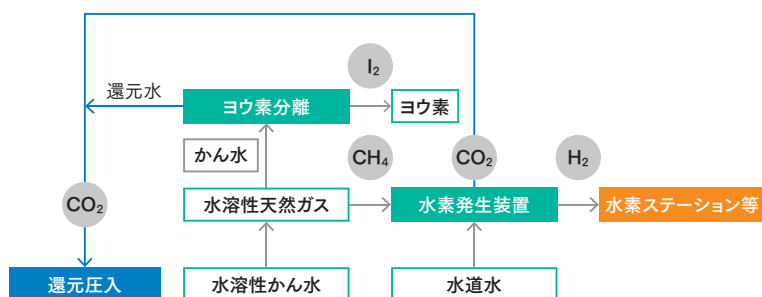 I₂
還元水
ヨウ素分離
ヨウ素
かん水
CH₄
CO₂
H₂
CO₂
水溶性天然ガス
水素発生装置
水素ステーション等
還元圧入
水溶性かん水
水道水